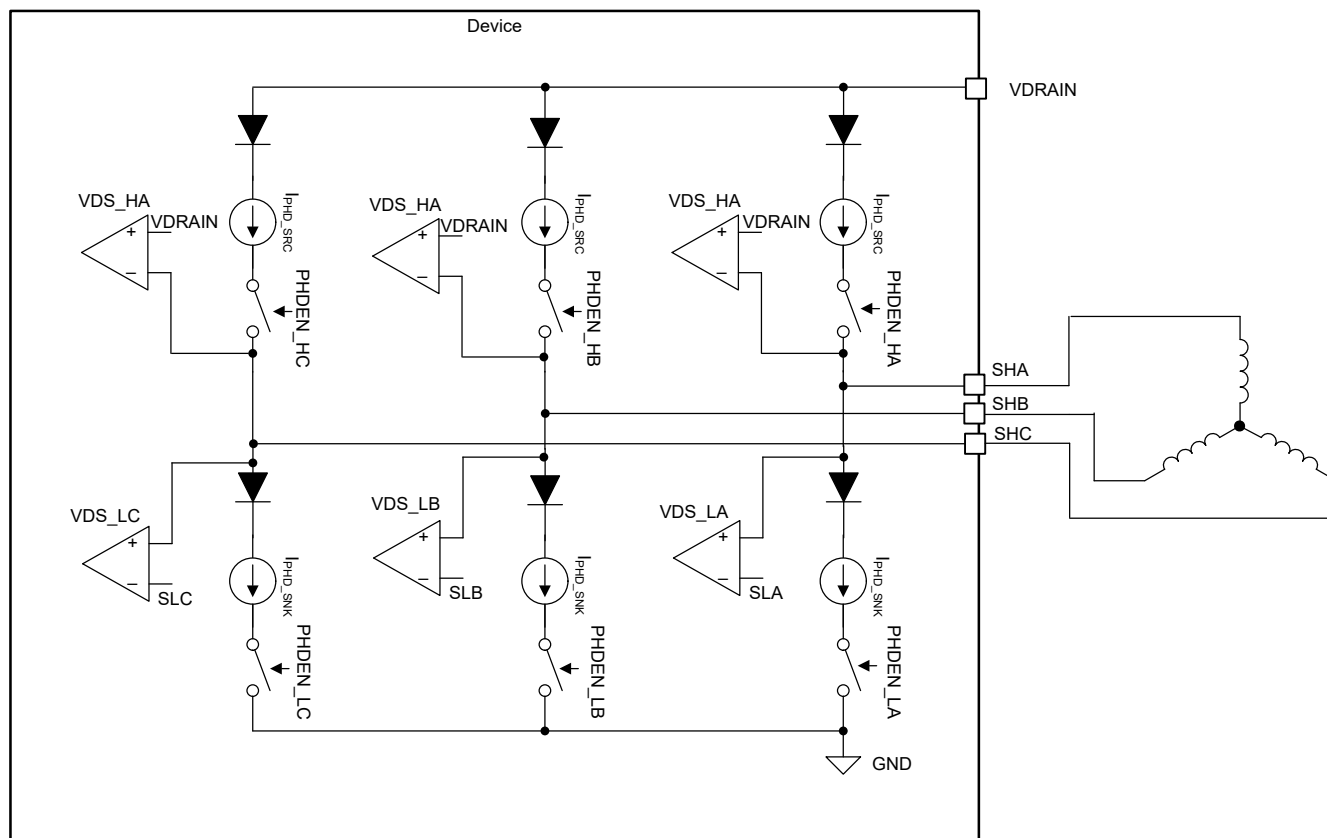 Device
VDRAIN
VDS_HA
VDRAIN
+
−
IPHD_SRC
PHDEN_HC
VDS_HA
VDRAIN
+
−
IPHD_SRC
PHDEN_HB
VDS_HA
VDRAIN
+
−
IPHD_SRC
PHDEN_HA
SHA
SHB
SHC
VDS_LC
+
−
SLC
IPHD_SNK
PHDEN_LC
VDS_LB
+
−
SLB
IPHD_SNK
PHDEN_LB
VDS_LA
+
−
SLA
IPHD_SNK
PHDEN_LA
GND